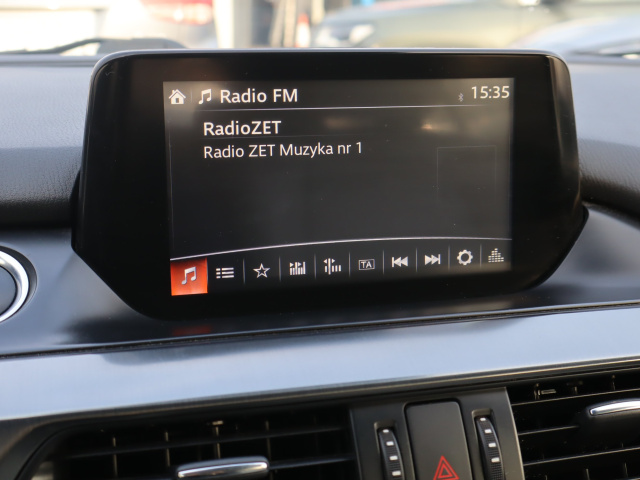 Radio FM 15:35
RadioZET
Radio ZET Muzyka nr 1
TA